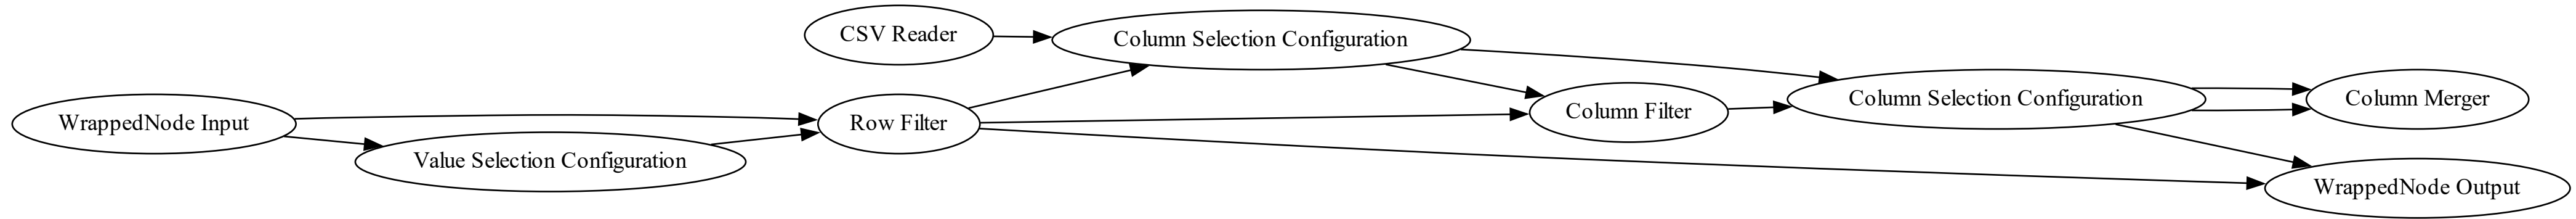 CSV Reader
Column Selection Configuration
WrappedNode Input
Row Filter
Column Filter
Column Selection Configuration
Column Merger
Value Selection Configuration
WrappedNode Output